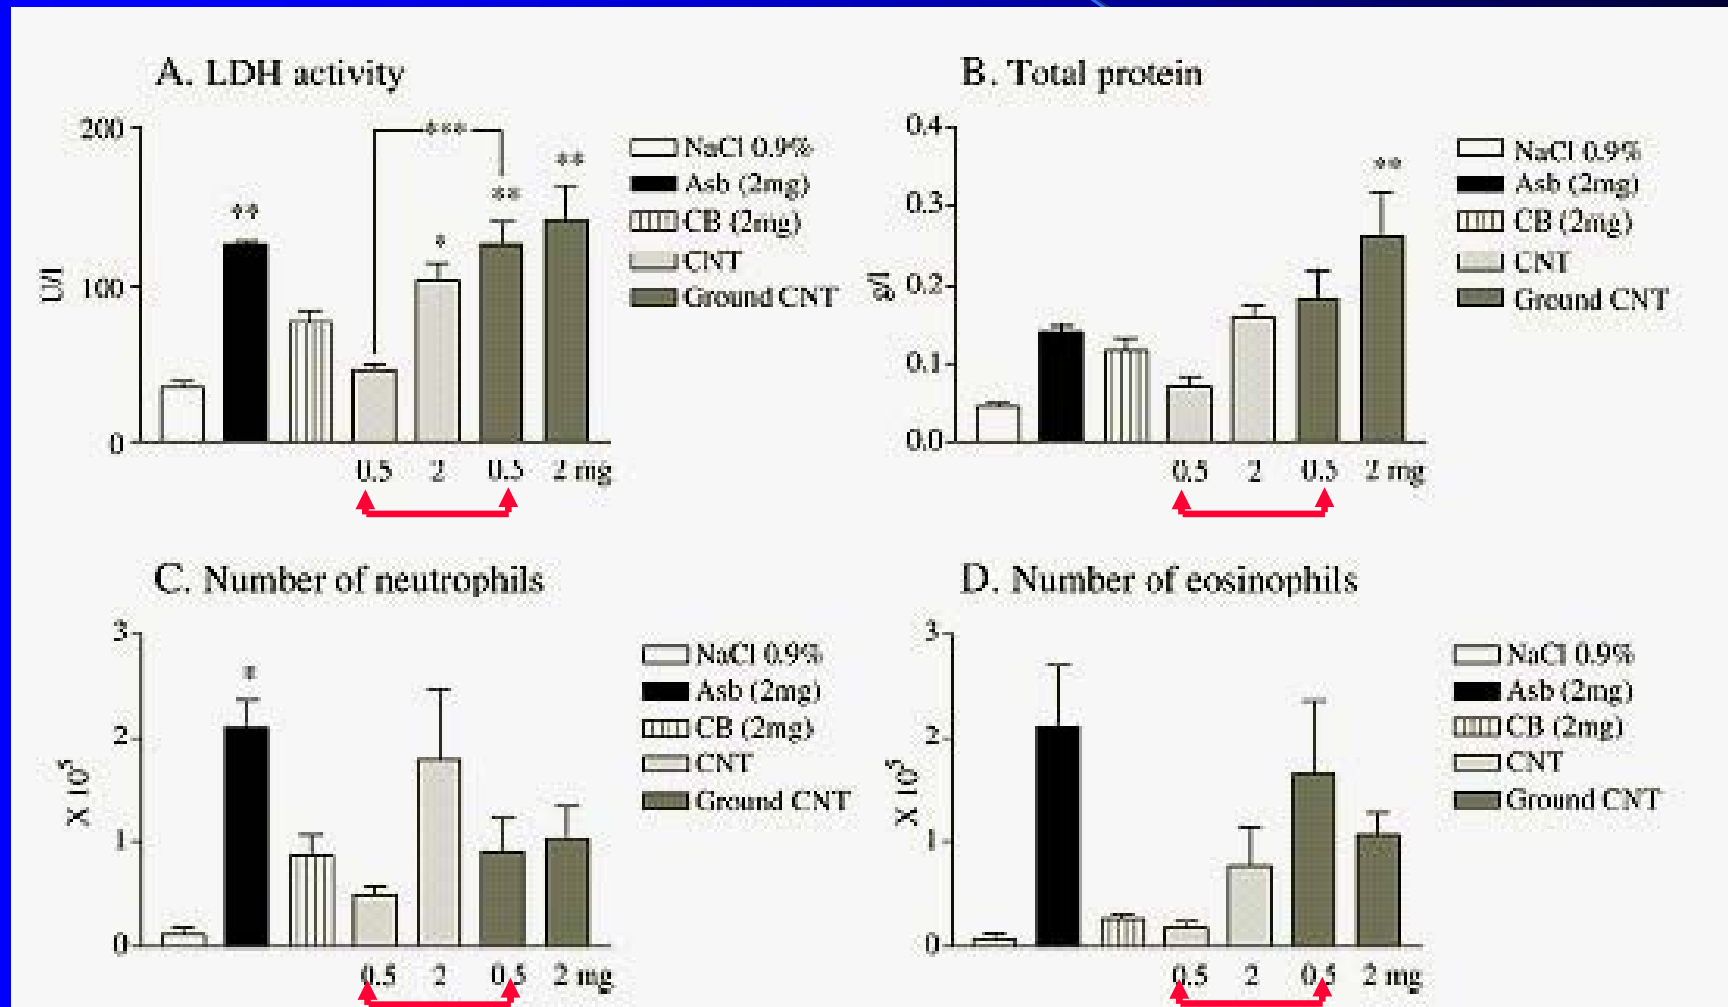 A. LDH activity
200
100
0
U/l
**
*
***
**
**
0.5 2 0.5 2 mg
NaCl 0.9%
Asb (2mg)
CB (2mg)
CNT
Ground CNT
B. Total protein
0.4
0.3
0.2
0.1
0.0
g/l
**
0.5 2 0.5 2 mg
NaCl 0.9%
Asb (2mg)
CB (2mg)
CNT
Ground CNT
C. Number of neutrophils
3
2
1
0
X 10⁵
*
0.5 2 0.5 2 mg
NaCl 0.9%
Asb (2mg)
CB (2mg)
CNT
Ground CNT
D. Number of eosinophils
3
2
1
0
X 10⁵
0.5 2 0.5 2 mg
NaCl 0.9%
Asb (2mg)
CB (2mg)
CNT
Ground CNT